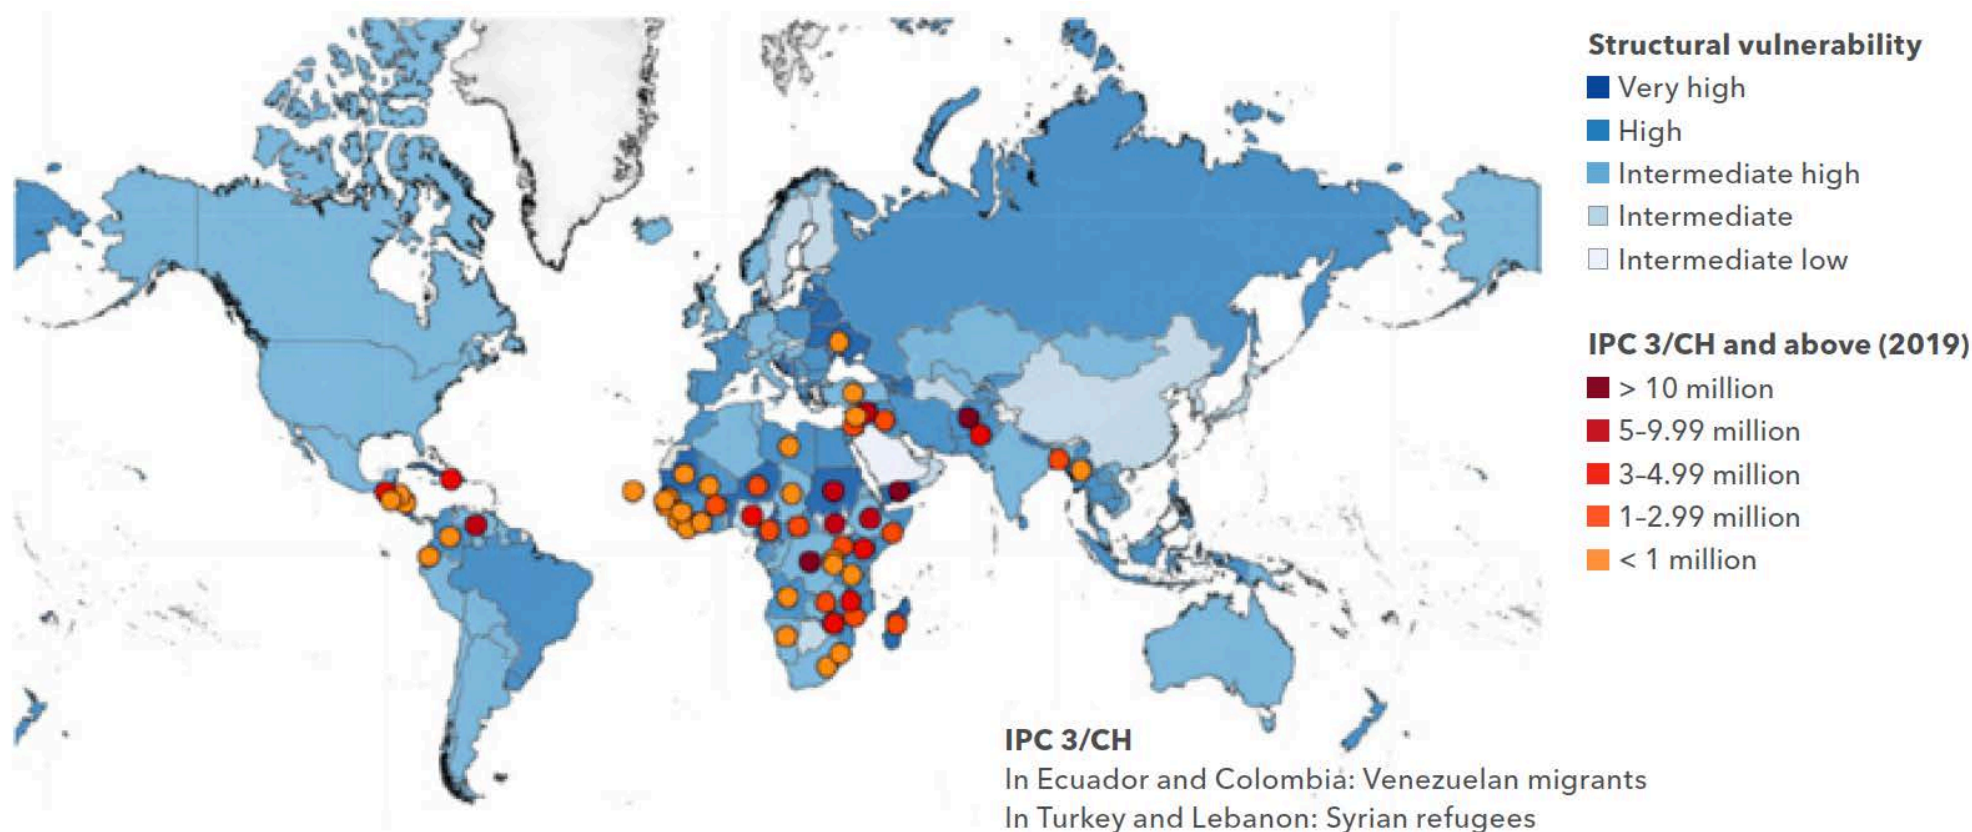 Structural vulnerability
Very high
High
Intermediate high
Intermediate
Intermediate low
IPC 3/CH and above (2019)
> 10 million
5–9.99 million
3–4.99 million
1–2.99 million
< 1 million
IPC 3/CH
In Ecuador and Colombia: Venezuelan migrants
In Turkey and Lebanon: Syrian refugees